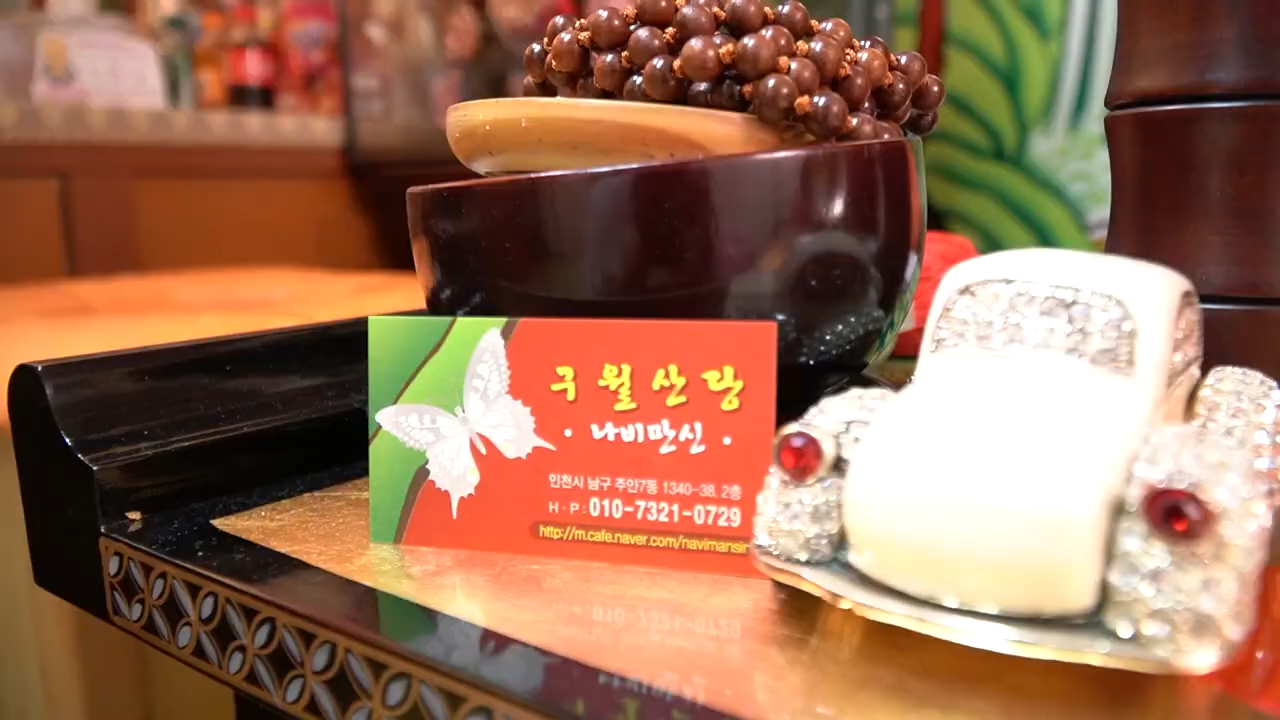 구월산당
· 나비만신 ·
인천시 남구 주안7동 1340-38, 2층
H·P:010-7321-0729
http://m.cafe.naver.com/navimansin